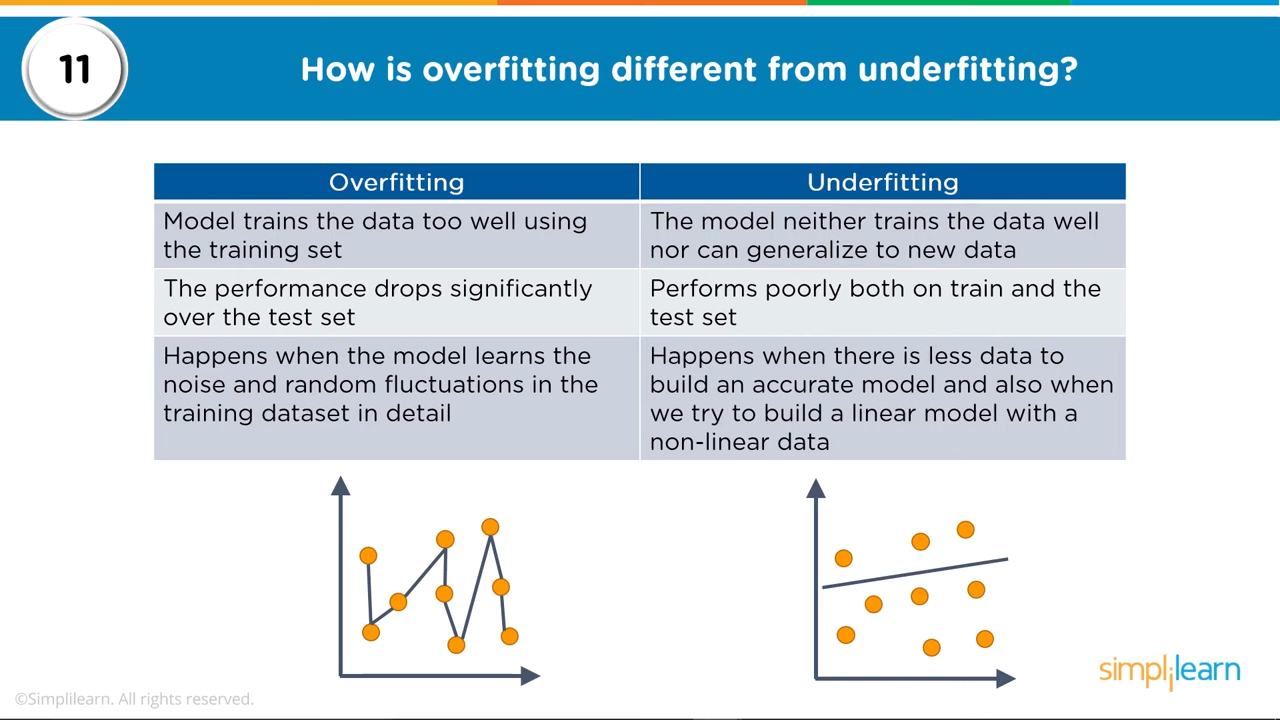 11
How is overfitting different from underfitting?
Overfitting
Underfitting
Model trains the data too well using
the training set
The model neither trains the data well
nor can generalize to new data
The performance drops significantly
over the test set
Performs poorly both on train and the
test set
Happens when the model learns the
noise and random fluctuations in the
training dataset in detail
Happens when there is less data to
build an accurate model and also when
we try to build a linear model with a
non-linear data
simplilearn
©Simplilearn. All rights reserved.